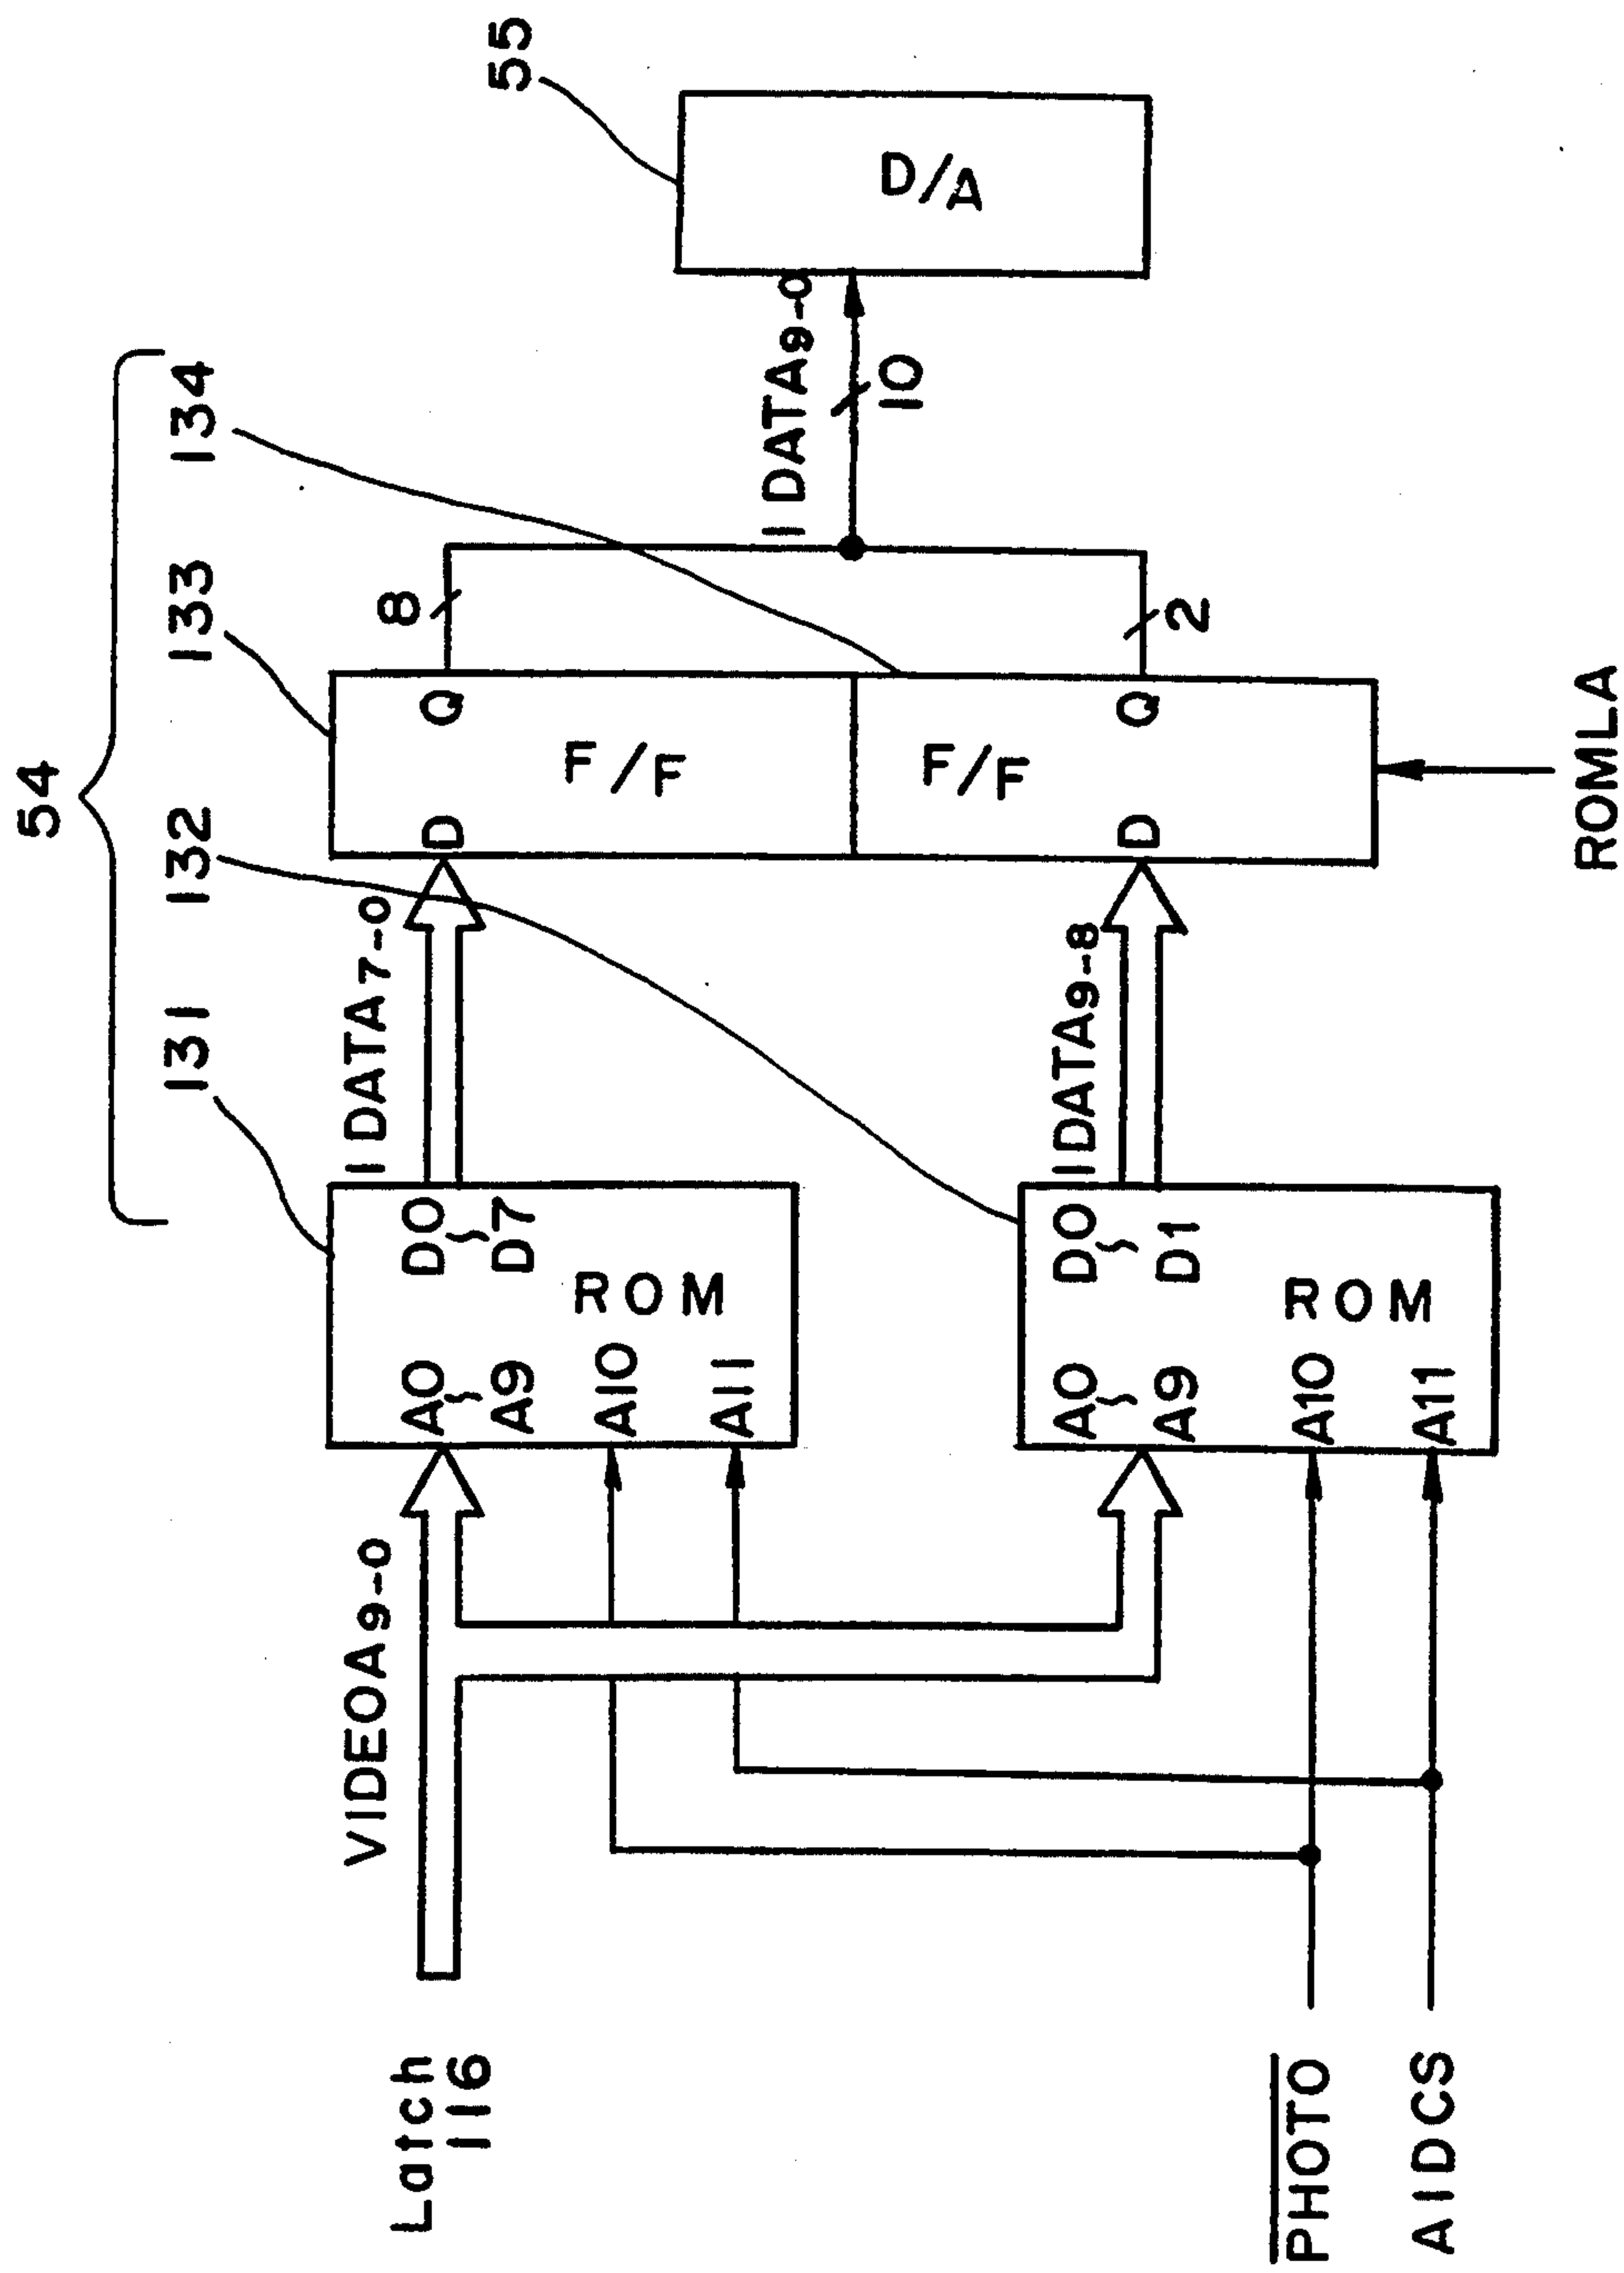 54
131 132 133 134
55
Latch
116
VIDEOA9-0
A0
~
A9
A10
A11
D0
~
D7
ROM
IDATA7-0
D
Q
F/F
8
IDATA9-0
10
D/A
PHOTO
AIDCS
A0
~
A9
A10
A11
D0
~
D1
ROM
IDATA9-8
D
Q
F/F
2
ROMLA